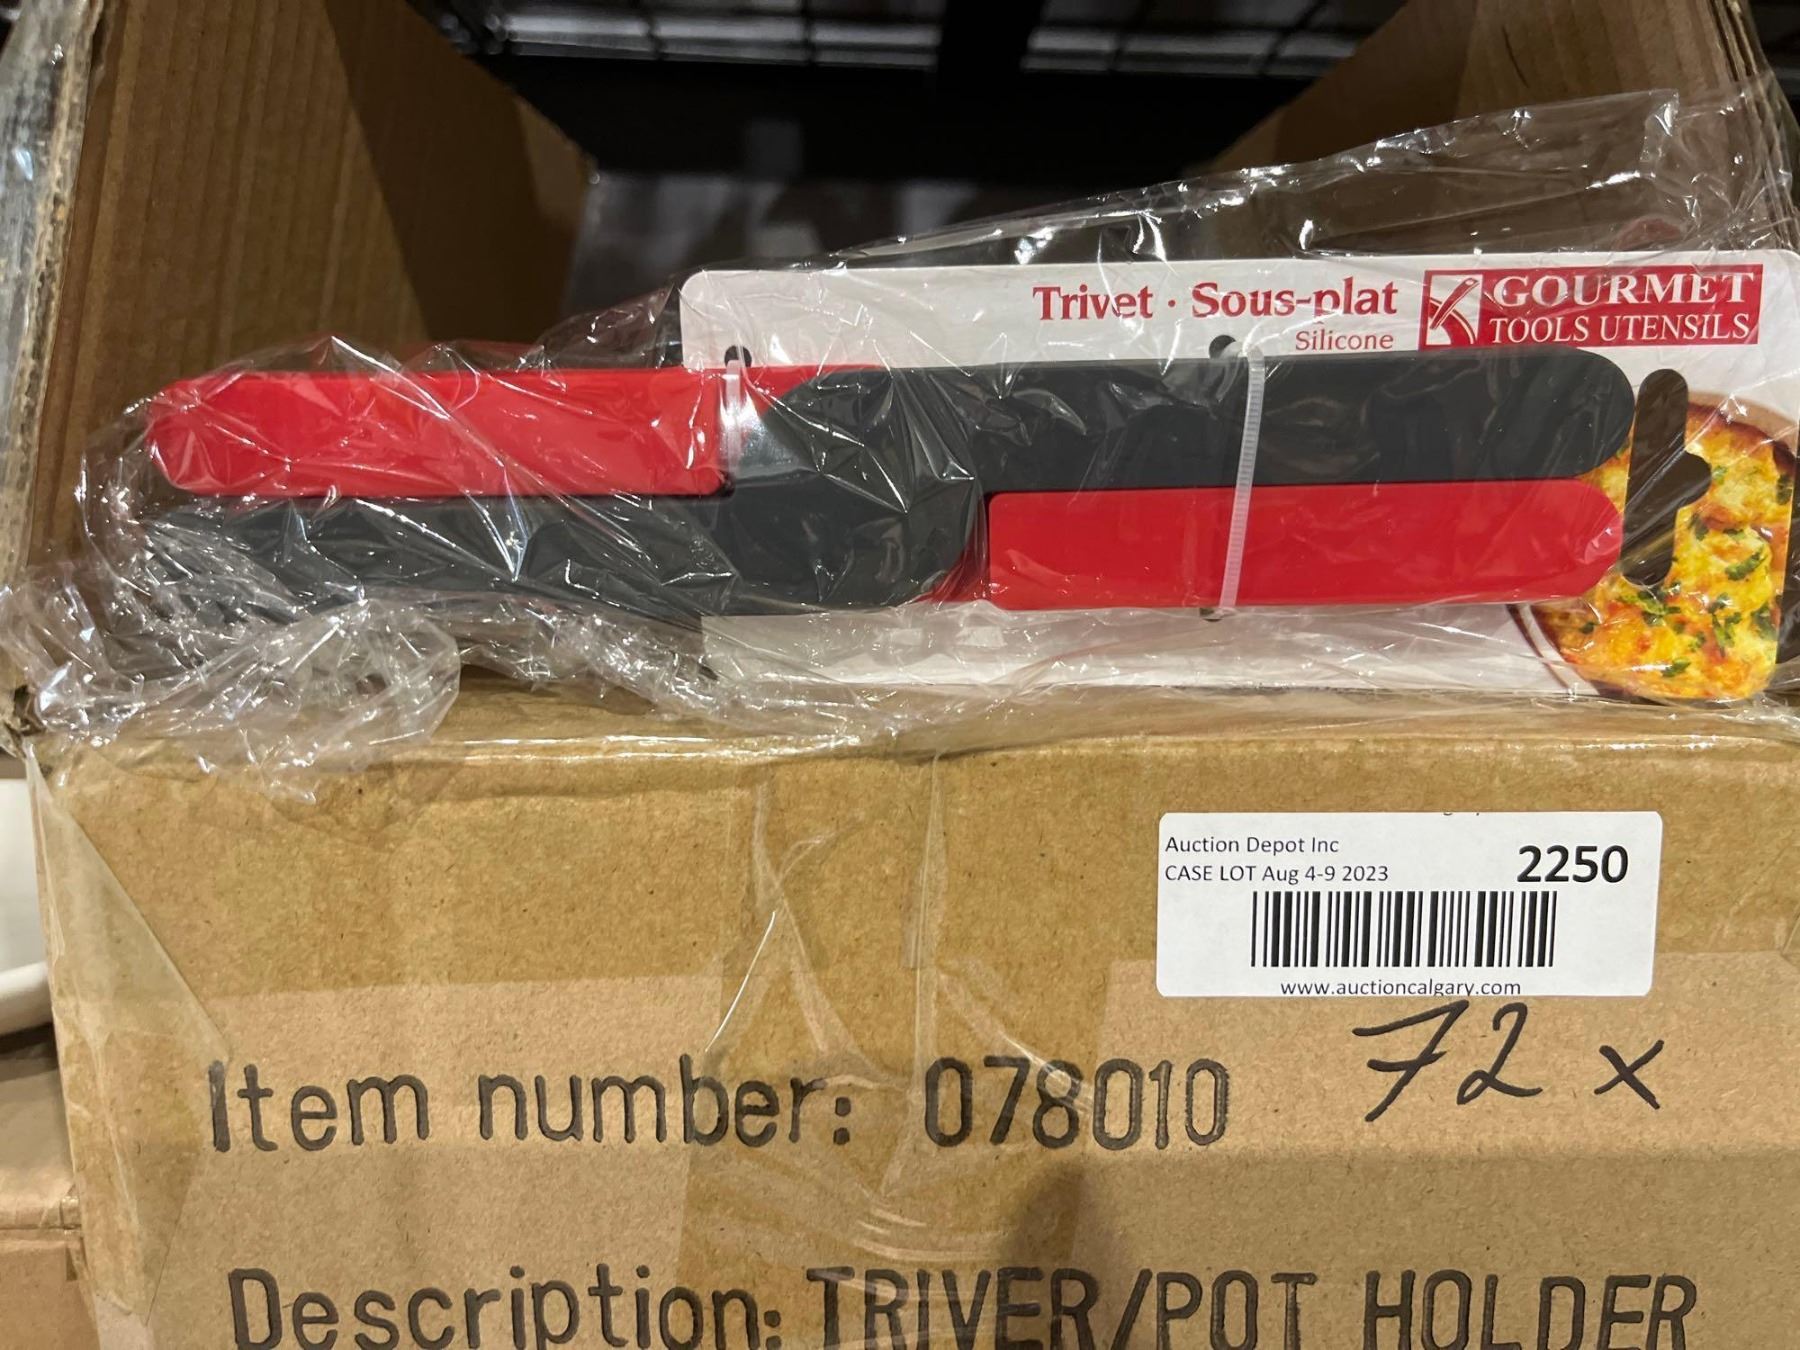 Trivet · Sous-plat
Silicone
GOURMET
TOOLS UTENSILS
Auction Depot Inc
CASE LOT Aug 4-9 2023
2250
www.auctioncalgary.com
72 x
Item number: 078010
Description: TRIVER/POT HOLDER